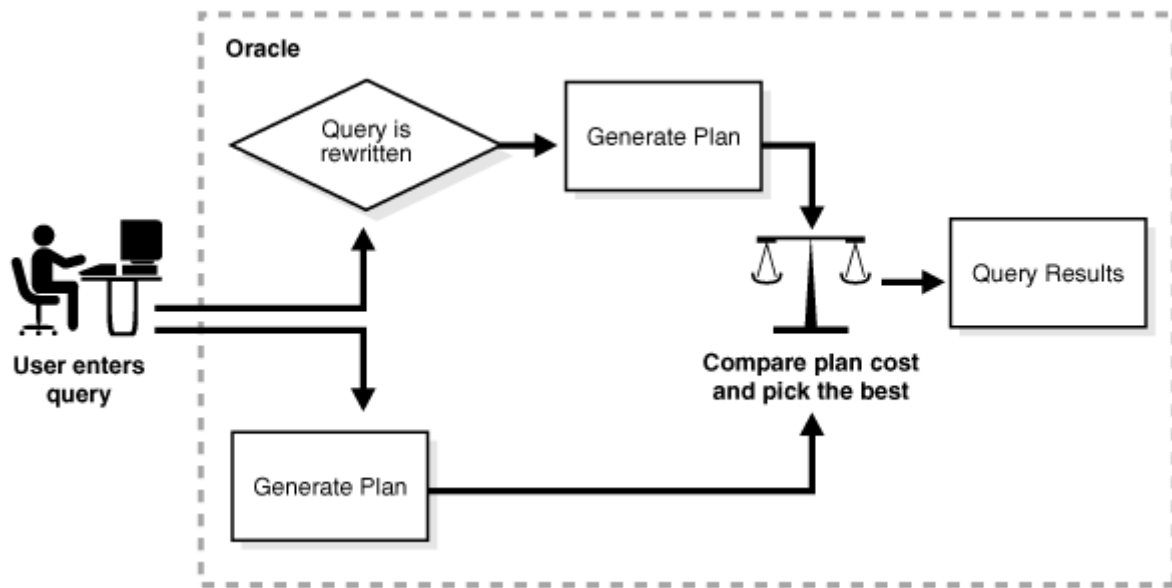 Oracle
Query is
rewritten
Generate Plan
Query Results
User enters
query
Compare plan cost
and pick the best
Generate Plan